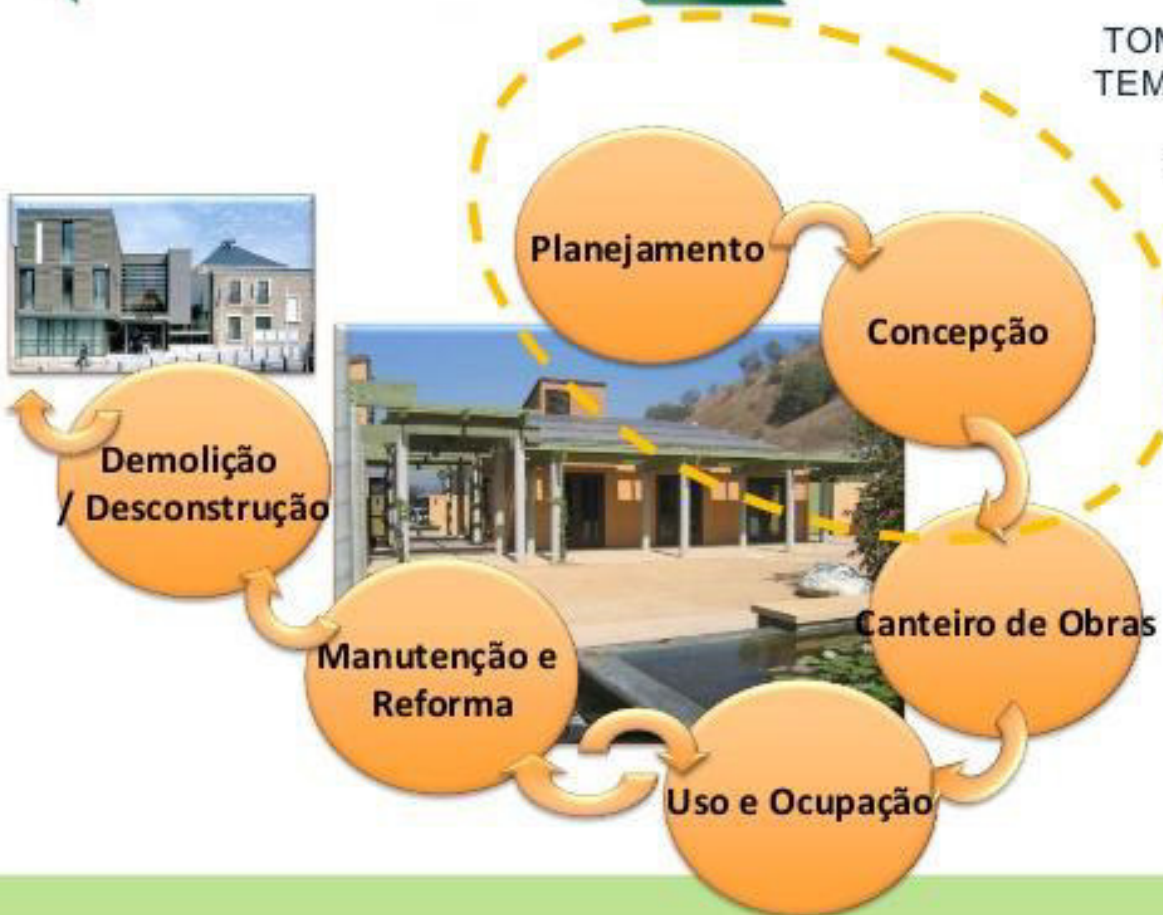 Planejamento
Concepção
Canteiro de Obras
Uso e Ocupação
Manutenção e
Reforma
Demolição
/ Desconstrução